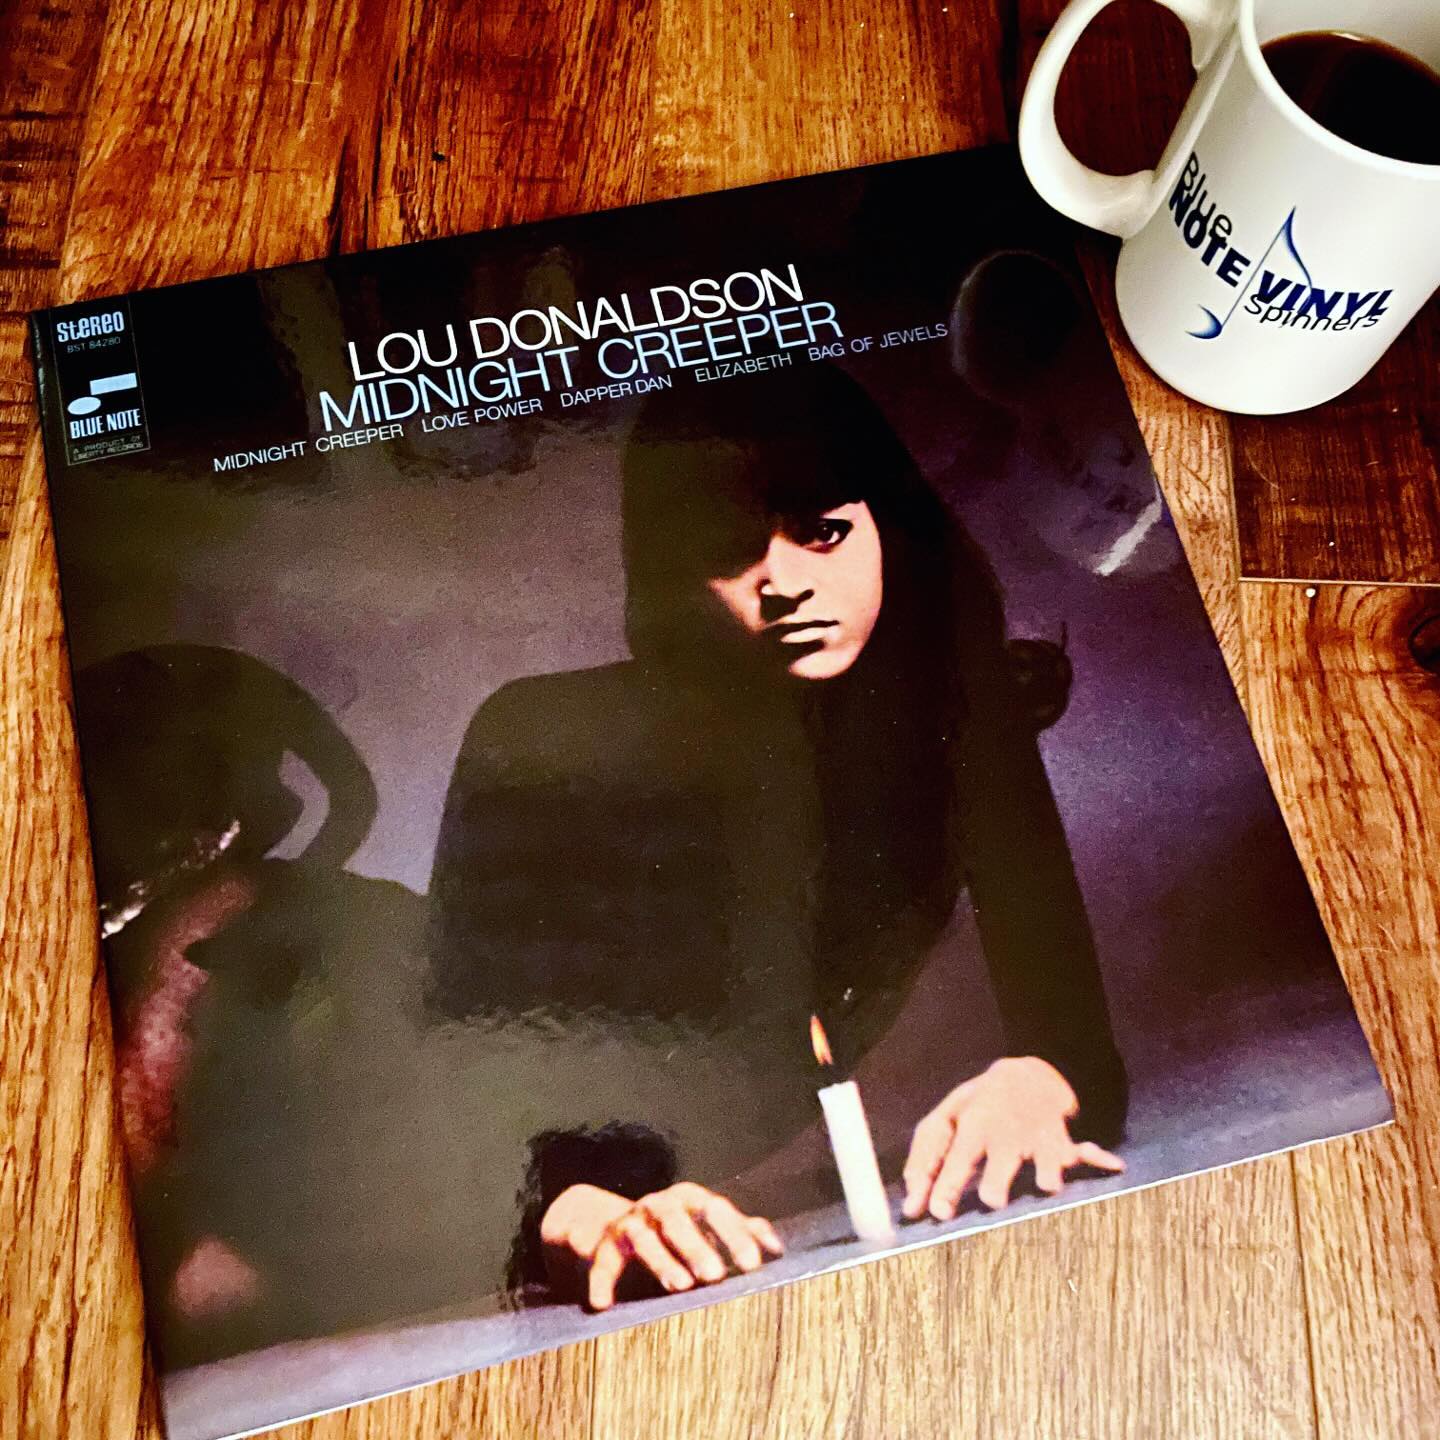 stereo
BST 84280
BLUE NOTE
A PRODUCT OF
LIBERTY RECORDS
LOU DONALDSON
MIDNIGHT CREEPER
MIDNIGHT CREEPER LOVE POWER DAPPER DAN ELIZABETH BAG OF JEWELS
Blue
NOTE VINYL
Spinners